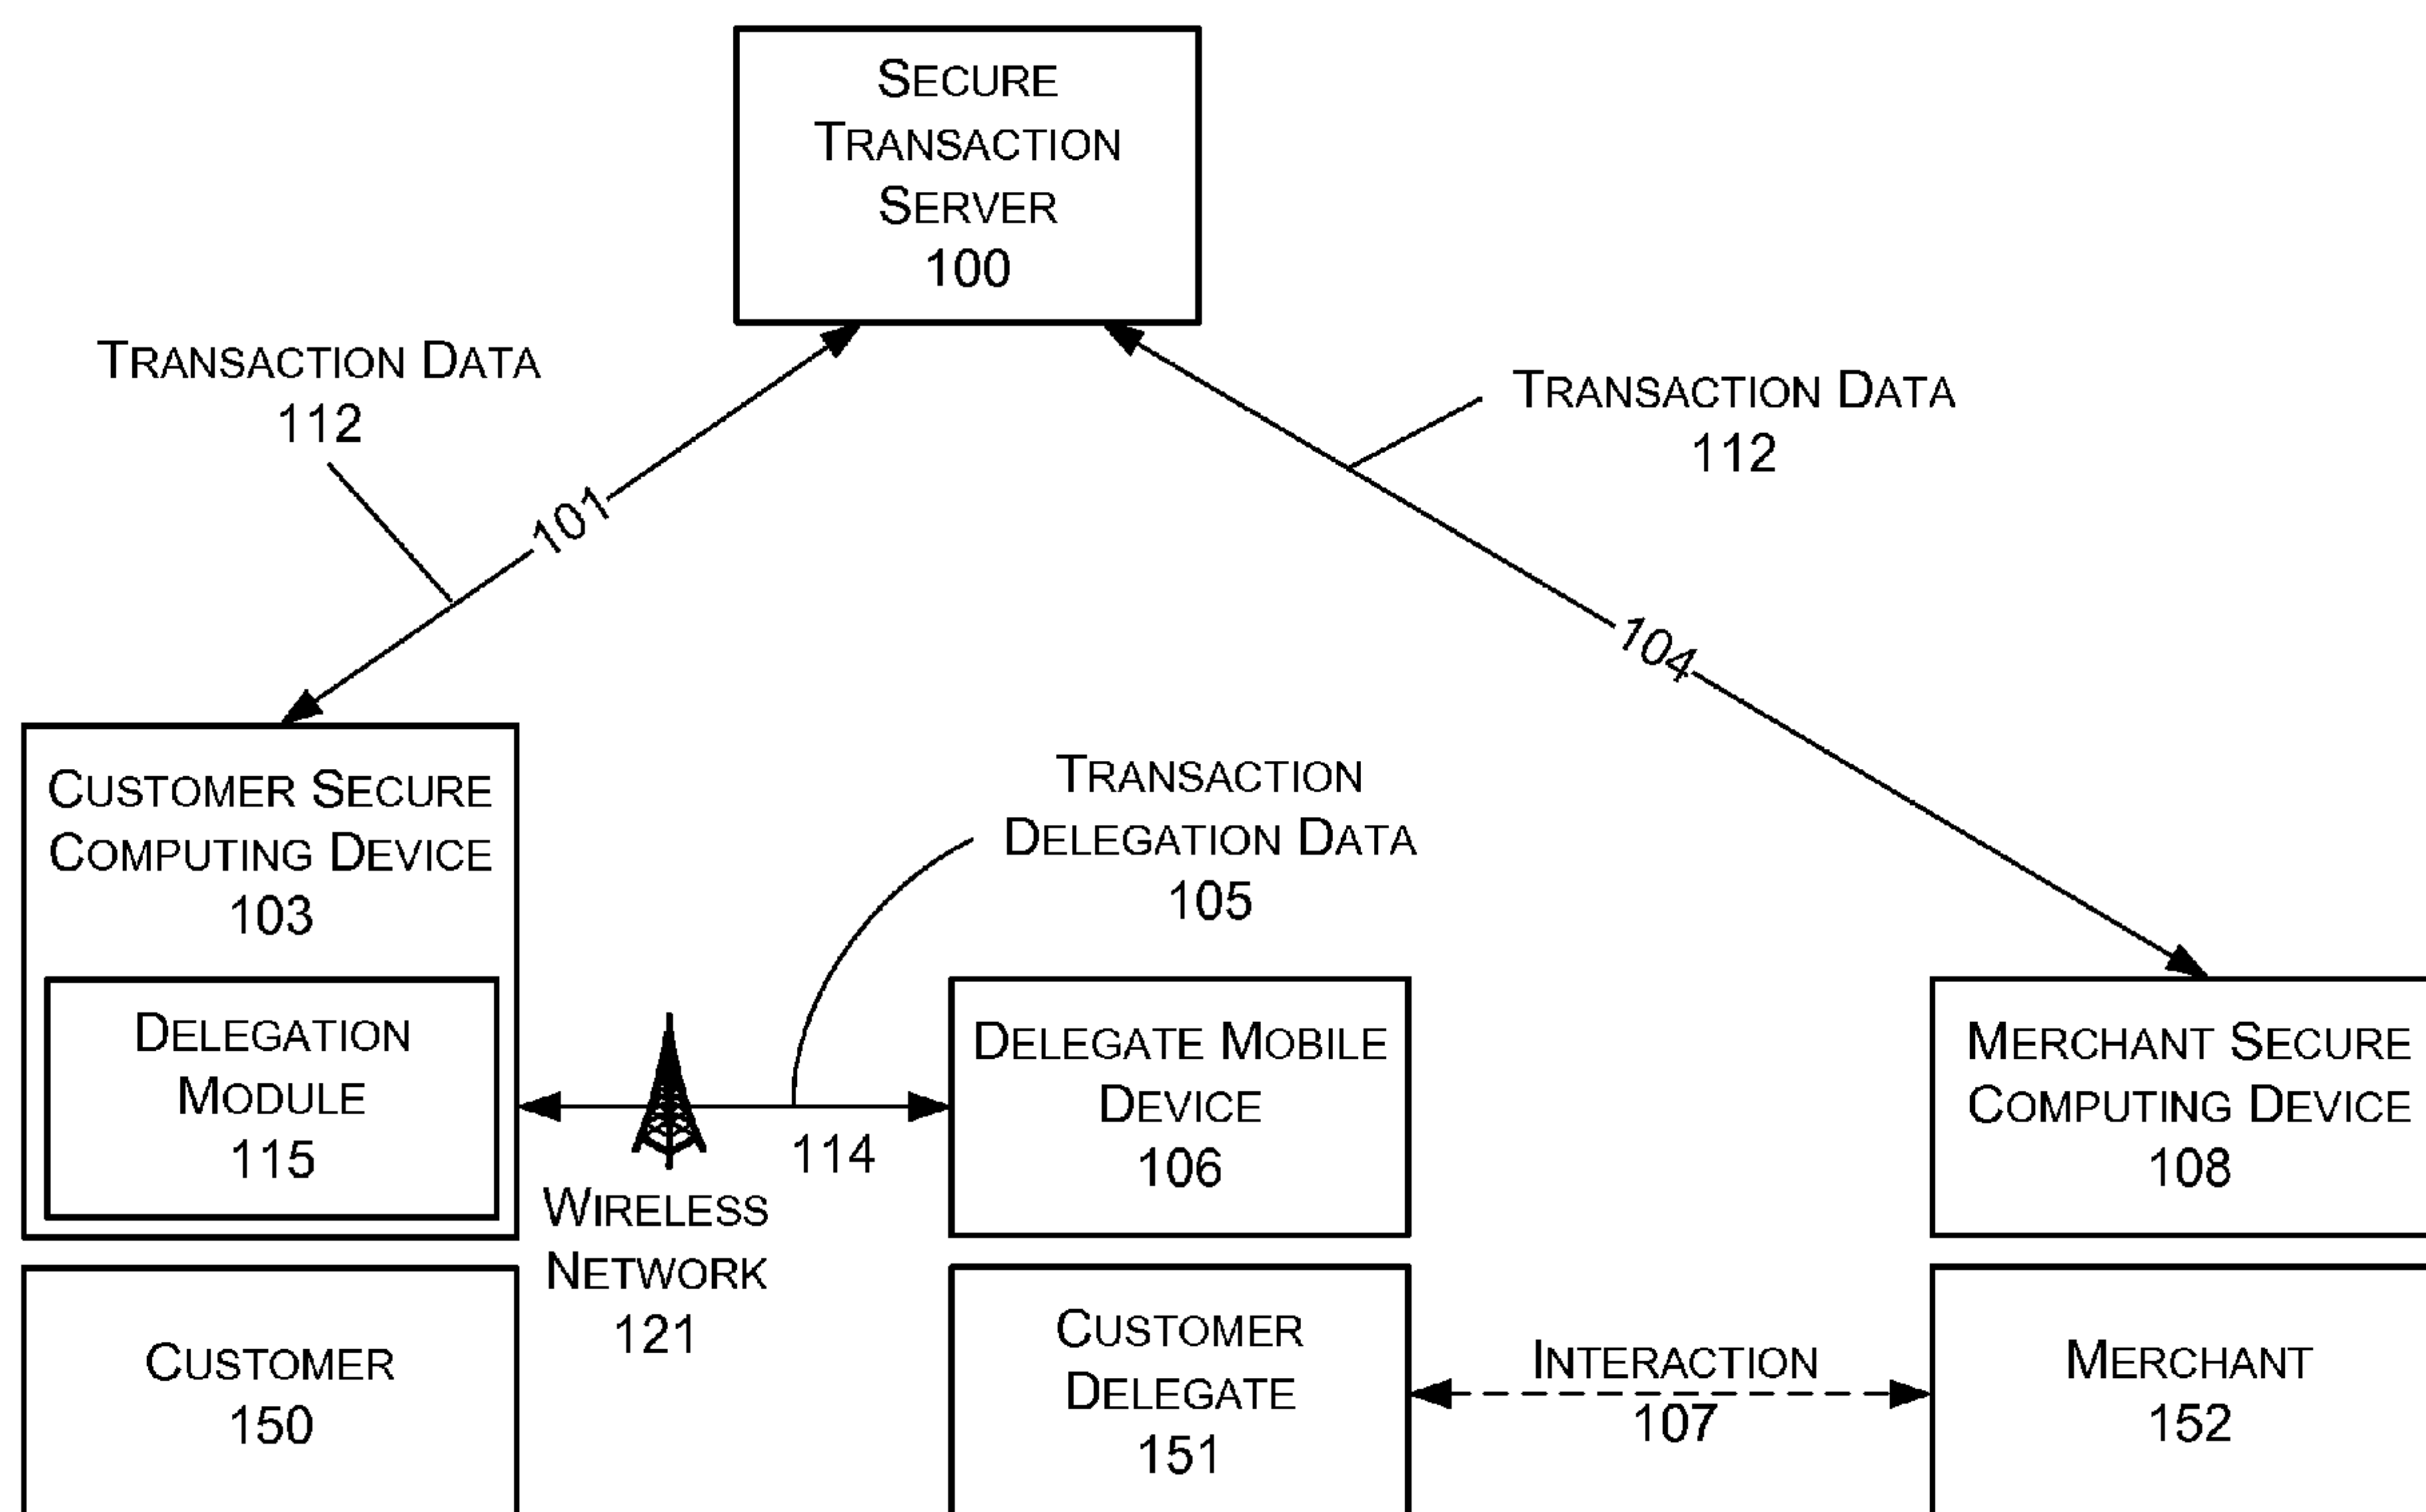 SECURE
TRANSACTION
SERVER
100
TRANSACTION DATA
112
TRANSACTION DATA
112
101
104
CUSTOMER SECURE
COMPUTING DEVICE
103
TRANSACTION
DELEGATION DATA
105
DELEGATION
MODULE
115
114
WIRELESS
NETWORK
121
DELEGATE MOBILE
DEVICE
106
MERCHANT SECURE
COMPUTING DEVICE
108
CUSTOMER
150
CUSTOMER
DELEGATE
151
INTERACTION
107
MERCHANT
152